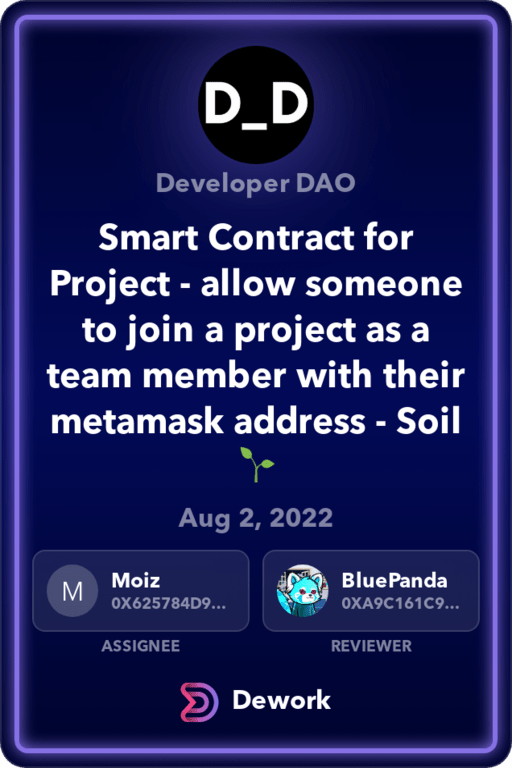 D_D
Developer DAO
Smart Contract for
Project - allow someone
to join a project as a
team member with their
metamask address - Soil
🌱
Aug 2, 2022
M
Moiz
0X625784D9...
ASSIGNEE
BluePanda
0XA9C161C9...
REVIEWER
Dework